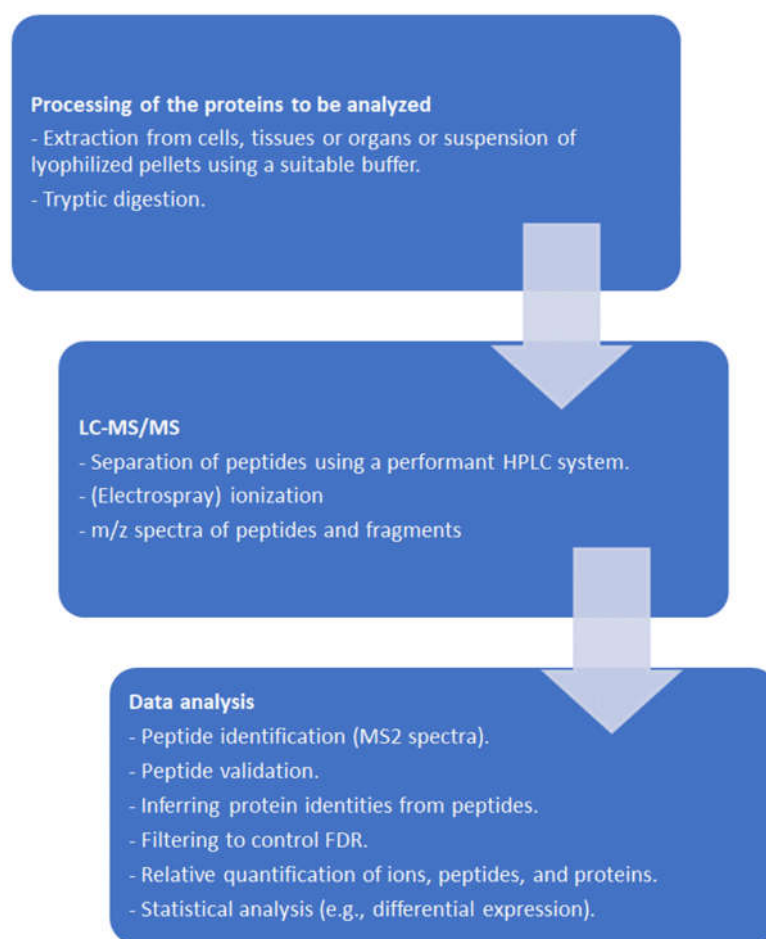 Processing of the proteins to be analyzed
- Extraction from cells, tissues or organs or suspension of
lyophilized pellets using a suitable buffer.
- Tryptic digestion.
LC-MS/MS
- Separation of peptides using a performant HPLC system.
- (Electrospray) ionization
- m/z spectra of peptides and fragments
Data analysis
- Peptide identification (MS2 spectra).
- Peptide validation.
- Inferring protein identities from peptides.
- Filtering to control FDR.
- Relative quantification of ions, peptides, and proteins.
- Statistical analysis (e.g., differential expression).